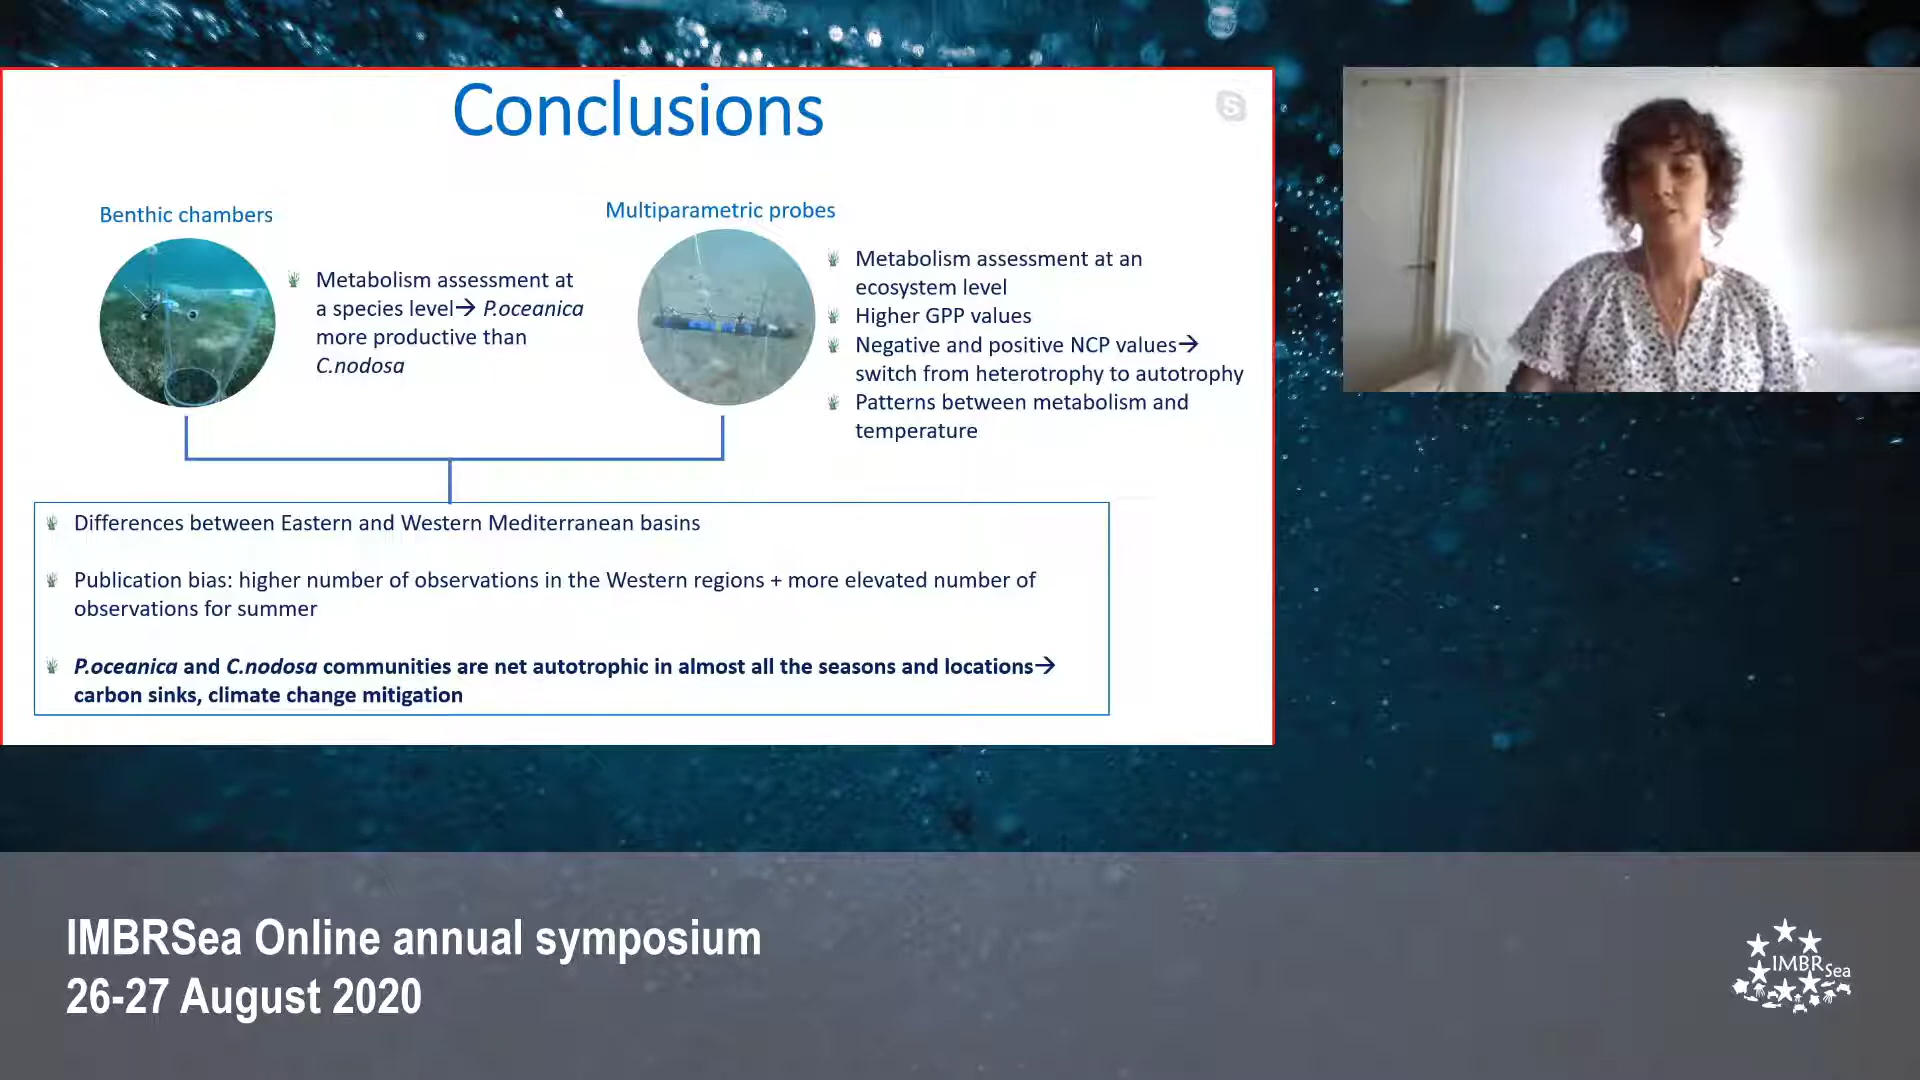 Conclusions
Benthic chambers
Metabolism assessment at
a species level→ P.oceanica
more productive than
C.nodosa
Multiparametric probes
Metabolism assessment at an
ecosystem level
Higher GPP values
Negative and positive NCP values→
switch from heterotrophy to autotrophy
Patterns between metabolism and
temperature
Differences between Eastern and Western Mediterranean basins
Publication bias: higher number of observations in the Western regions + more elevated number of
observations for summer
P.oceanica and C.nodosa communities are net autotrophic in almost all the seasons and locations→
carbon sinks, climate change mitigation
IMBRSea Online annual symposium
26-27 August 2020
IMBRSea